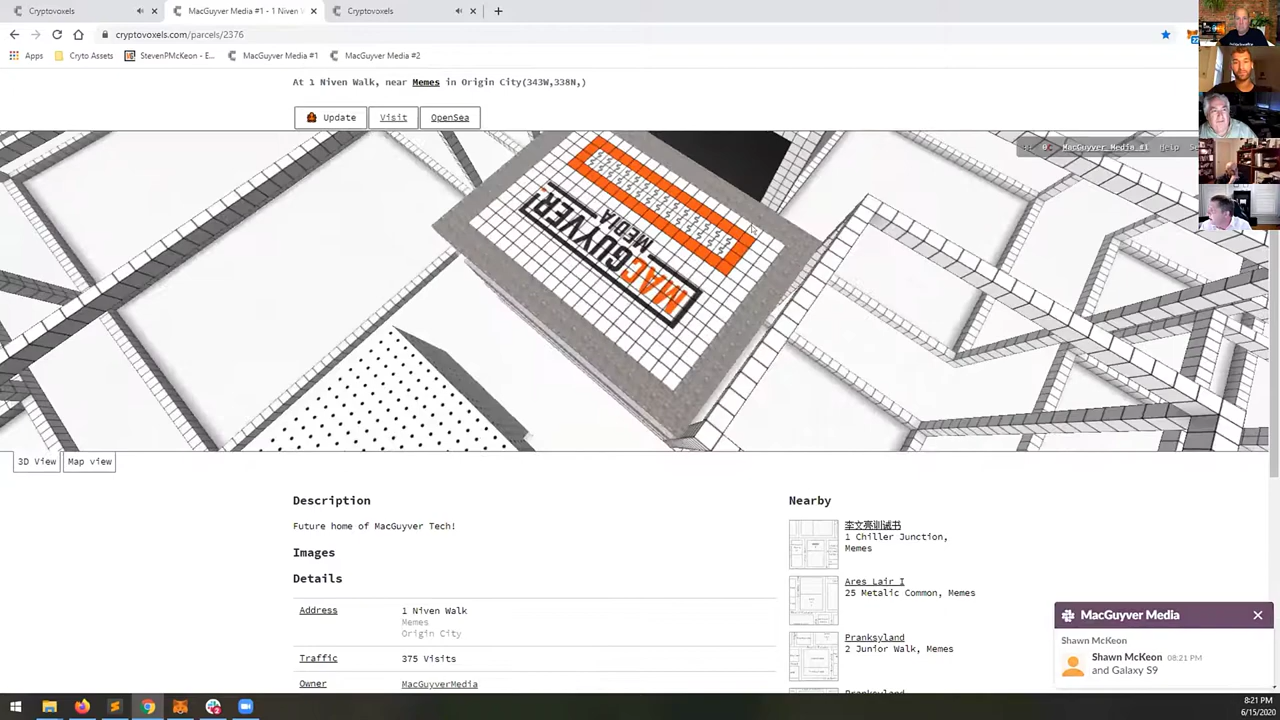 Cryptovoxels
MacGuyver Media #1 - 1 Niven W
Cryptovoxels
cryptovoxels.com/parcels/2376
Apps
Cryto Assets
StevenPMcKeon - E...
MacGuyver Media #1
MacGuyver Media #2
At 1 Niven Walk, near Memes in Origin City(343W,338N,)
Update
Visit
OpenSea
MacGuyver Media #1
Help
MACGUYVER!
MEDIA
3D View
Map view
Description
Future home of MacGuyver Tech!
Images
Details
Address
1 Niven Walk
Memes
Origin City
Traffic
375 Visits
Owner
MacGuyverMedia
Nearby
李文亮训诫书
1 Chiller Junction,
Memes
Ares Lair I
25 Metalic Common, Memes
Pranksyland
2 Junior Walk, Memes
MacGuyver Media
Shawn McKeon
Shawn McKeon 08:21 PM
and Galaxy S9
8:21 PM
6/15/2020